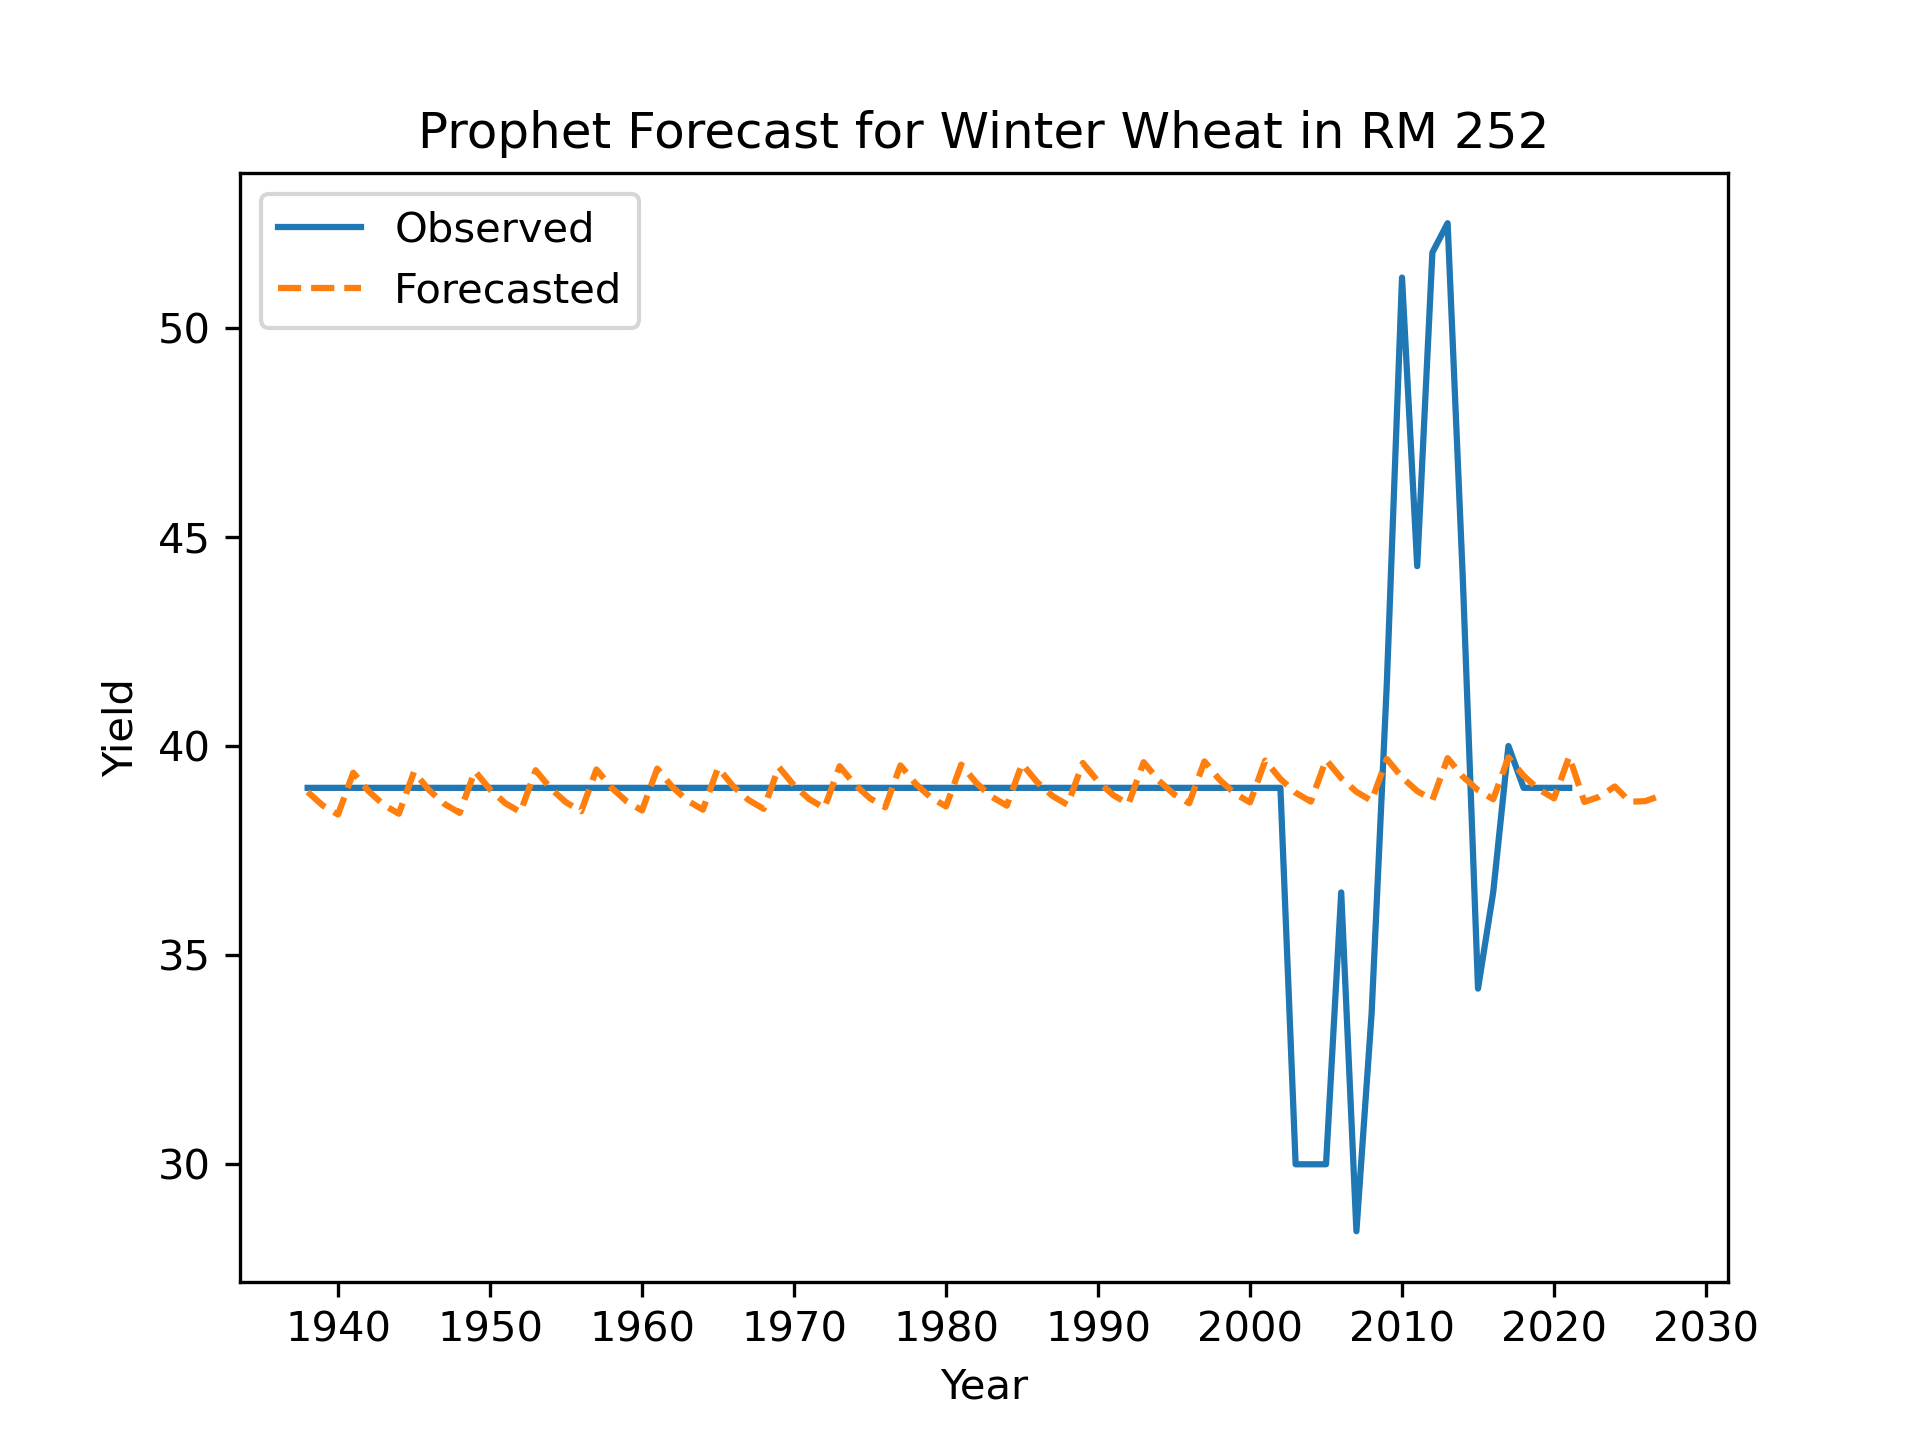 Prophet Forecast for Winter Wheat in RM 252
Observed
Forecasted
50
45
40
35
30
Yield
1940 1950 1960 1970 1980 1990 2000 2010 2020 2030
Year